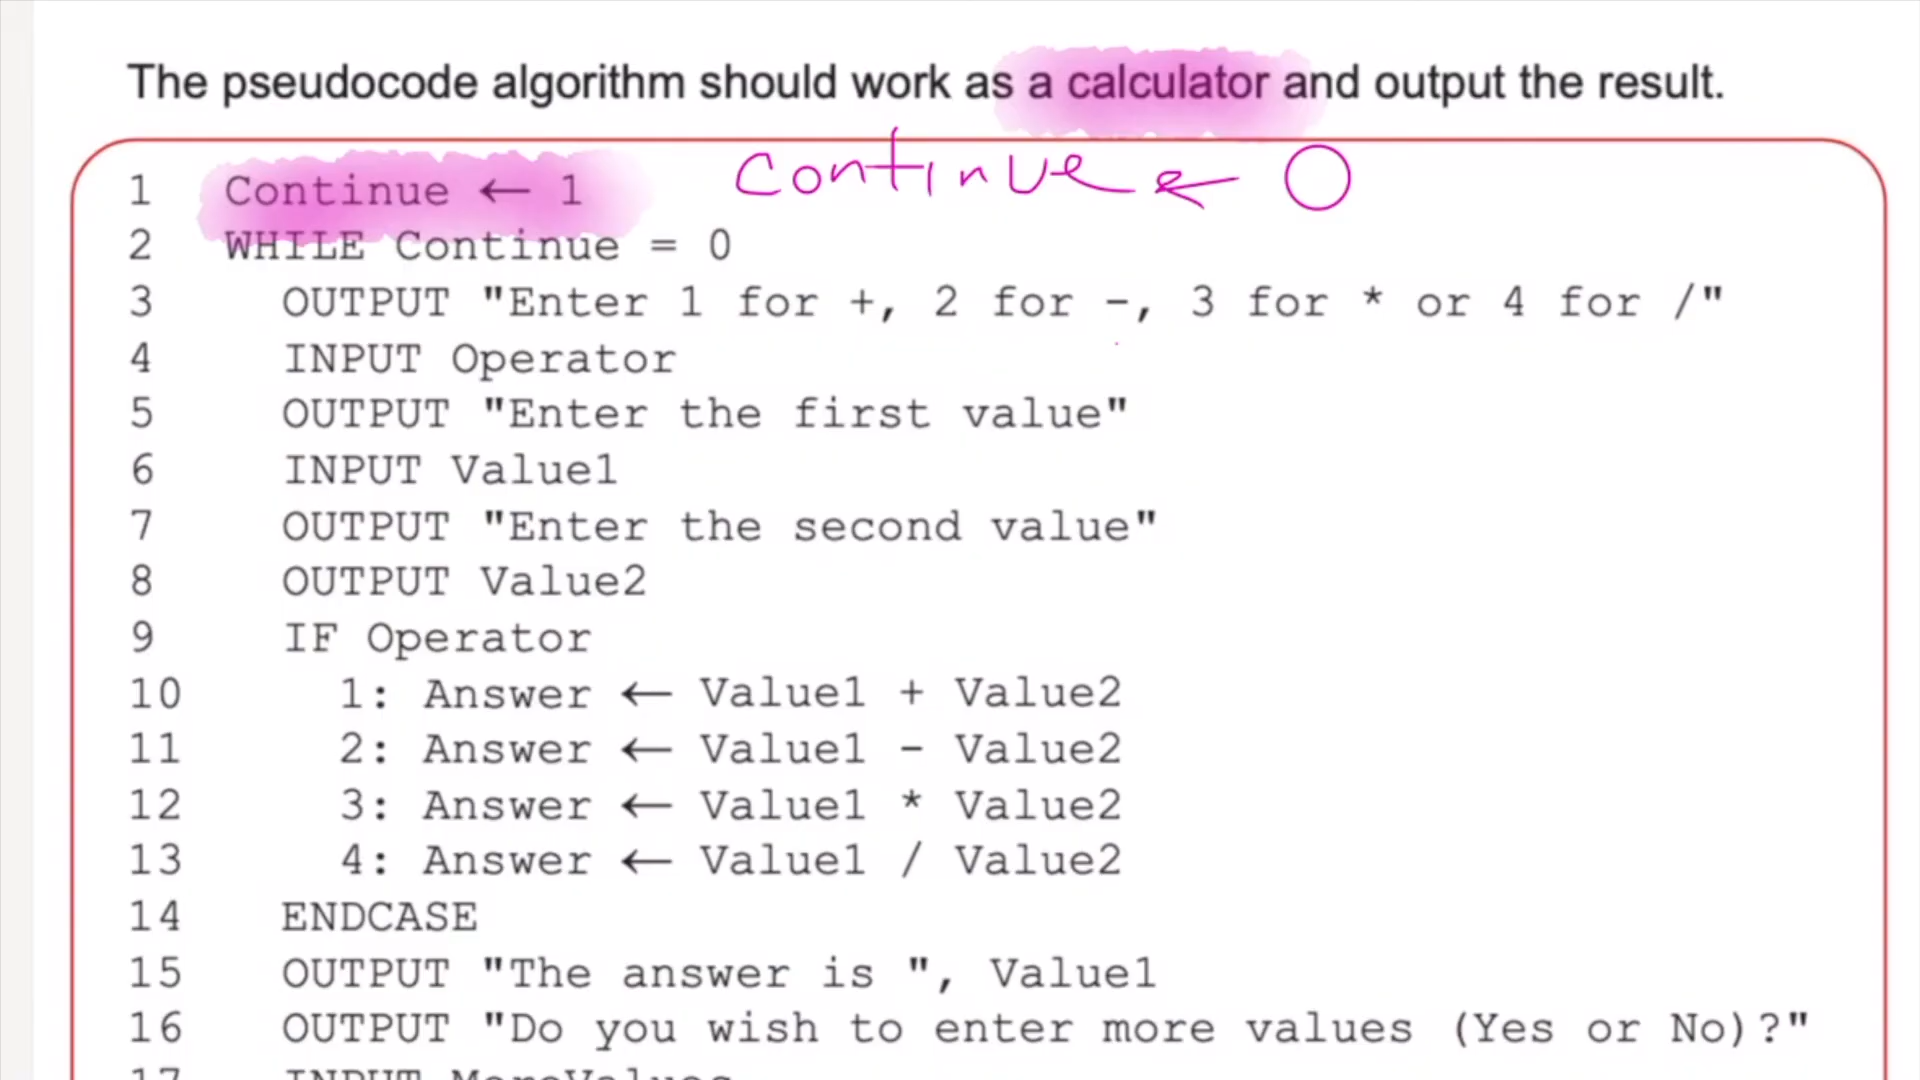 The pseudocode algorithm should work as a calculator and output the result.
1 Continue ← 1 Continue ← 0
2 WHILE Continue = 0
3 OUTPUT "Enter 1 for +, 2 for -, 3 for * or 4 for /"
4 INPUT Operator
5 OUTPUT "Enter the first value"
6 INPUT Value1
7 OUTPUT "Enter the second value"
8 OUTPUT Value2
9 IF Operator
10 1: Answer ← Value1 + Value2
11 2: Answer ← Value1 - Value2
12 3: Answer ← Value1 * Value2
13 4: Answer ← Value1 / Value2
14 ENDCASE
15 OUTPUT "The answer is ", Value1
16 OUTPUT "Do you wish to enter more values (Yes or No)?"
17 INPUT MoreValues